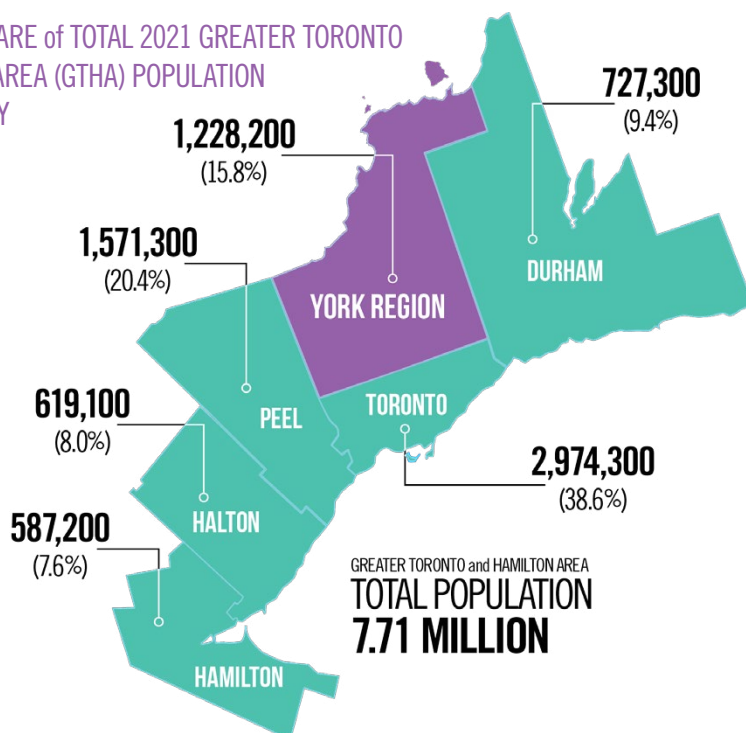 ARE of TOTAL 2021 GREATER TORONTO
AREA (GTHA) POPULATION
Y
727,300
(9.4%)
1,228,200
(15.8%)
1,571,300
(20.4%)
DURHAM
YORK REGION
619,100
(8.0%)
PEEL
TORONTO
2,974,300
(38.6%)
587,200
(7.6%)
HALTON
GREATER TORONTO and HAMILTON AREA
TOTAL POPULATION
7.71 MILLION
HAMILTON